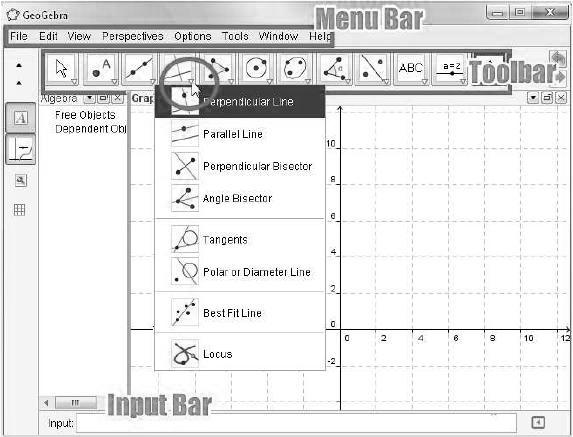 GeoGebra
Menu Bar
File Edit View Perspectives Options Tools Window Help
A ABC a=2 Toolbar
Algebra Grap
A Free Objects
Dependent Obj
Perpendicular Line
Parallel Line
Perpendicular Bisector
Angle Bisector
Tangents
Polar or Diameter Line
Best Fit Line
Locus
10
8
6
4
2
0
0 2 4 6 8 10 12
-2
Input Bar
Input: